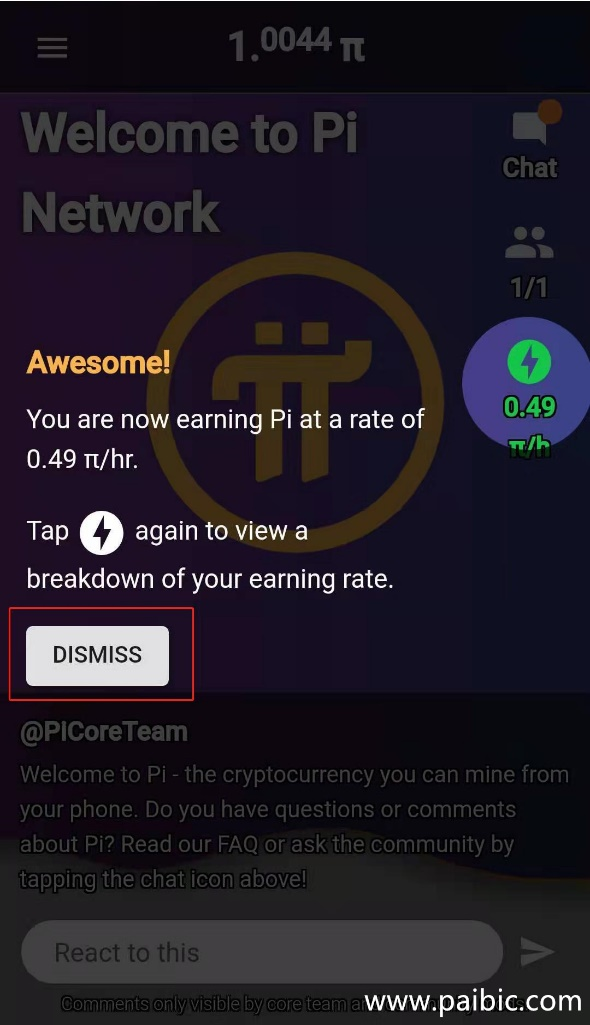 1.0044 π
Welcome to Pi
Network
Chat
1/1
Awesome!
0.49
π/h
You are now earning Pi at a rate of
0.49 π/hr.
Tap again to view a
breakdown of your earning rate.
DISMISS
@PiCoreTeam
Welcome to Pi - the cryptocurrency you can mine from
your phone. Do you have questions or comments
about Pi? Read our FAQ or ask the community by
tapping the chat icon above!
React to this
Comments only visible by core team
www.paibic.com